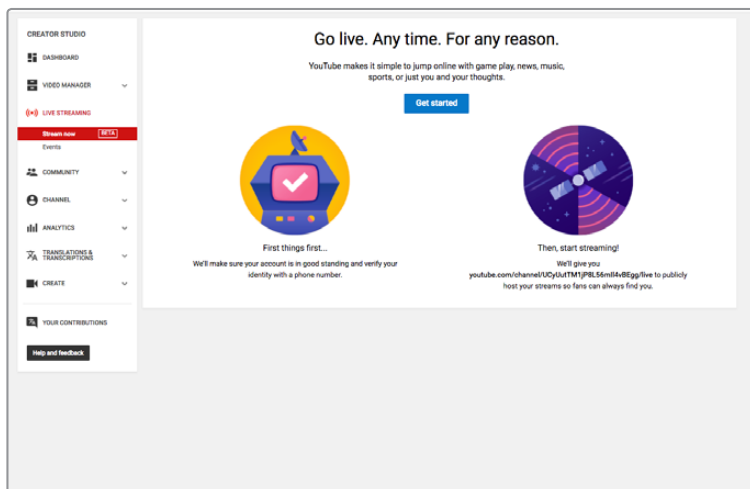 CREATOR STUDIO
DASHBOARD
VIDEO MANAGER
LIVE STREAMING
Stream now BETA
Events
COMMUNITY
CHANNEL
ANALYTICS
TRANSLATIONS &
TRANSCRIPTIONS
CREATE
YOUR CONTRIBUTIONS
Help and feedback
Go live. Any time. For any reason.
YouTube makes it simple to jump online with game play, news, music,
sports, or just you and your thoughts.
Get started
First things first...
We'll make sure your account is in good standing and verify your
identity with a phone number.
Then, start streaming!
We'll give you
to publicly
host your streams so fans can always find you.